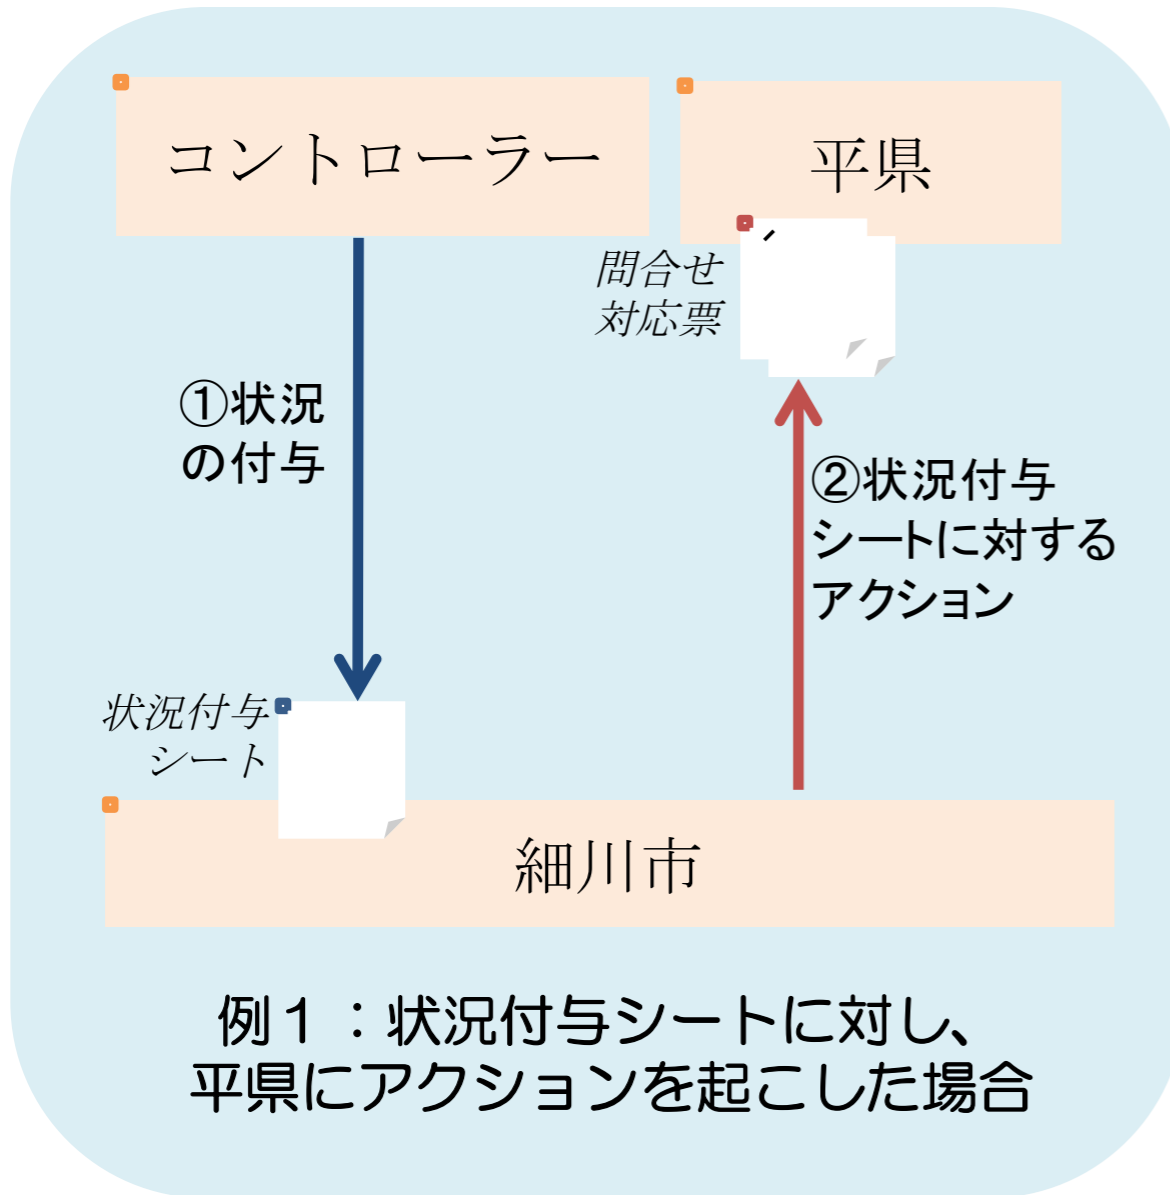 コントローラー
平県
問合せ
対応票
①状況
の付与
②状況付与
シートに対する
アクション
状況付与
シート
細川市
例１：状況付与シートに対し、
平県にアクションを起こした場合